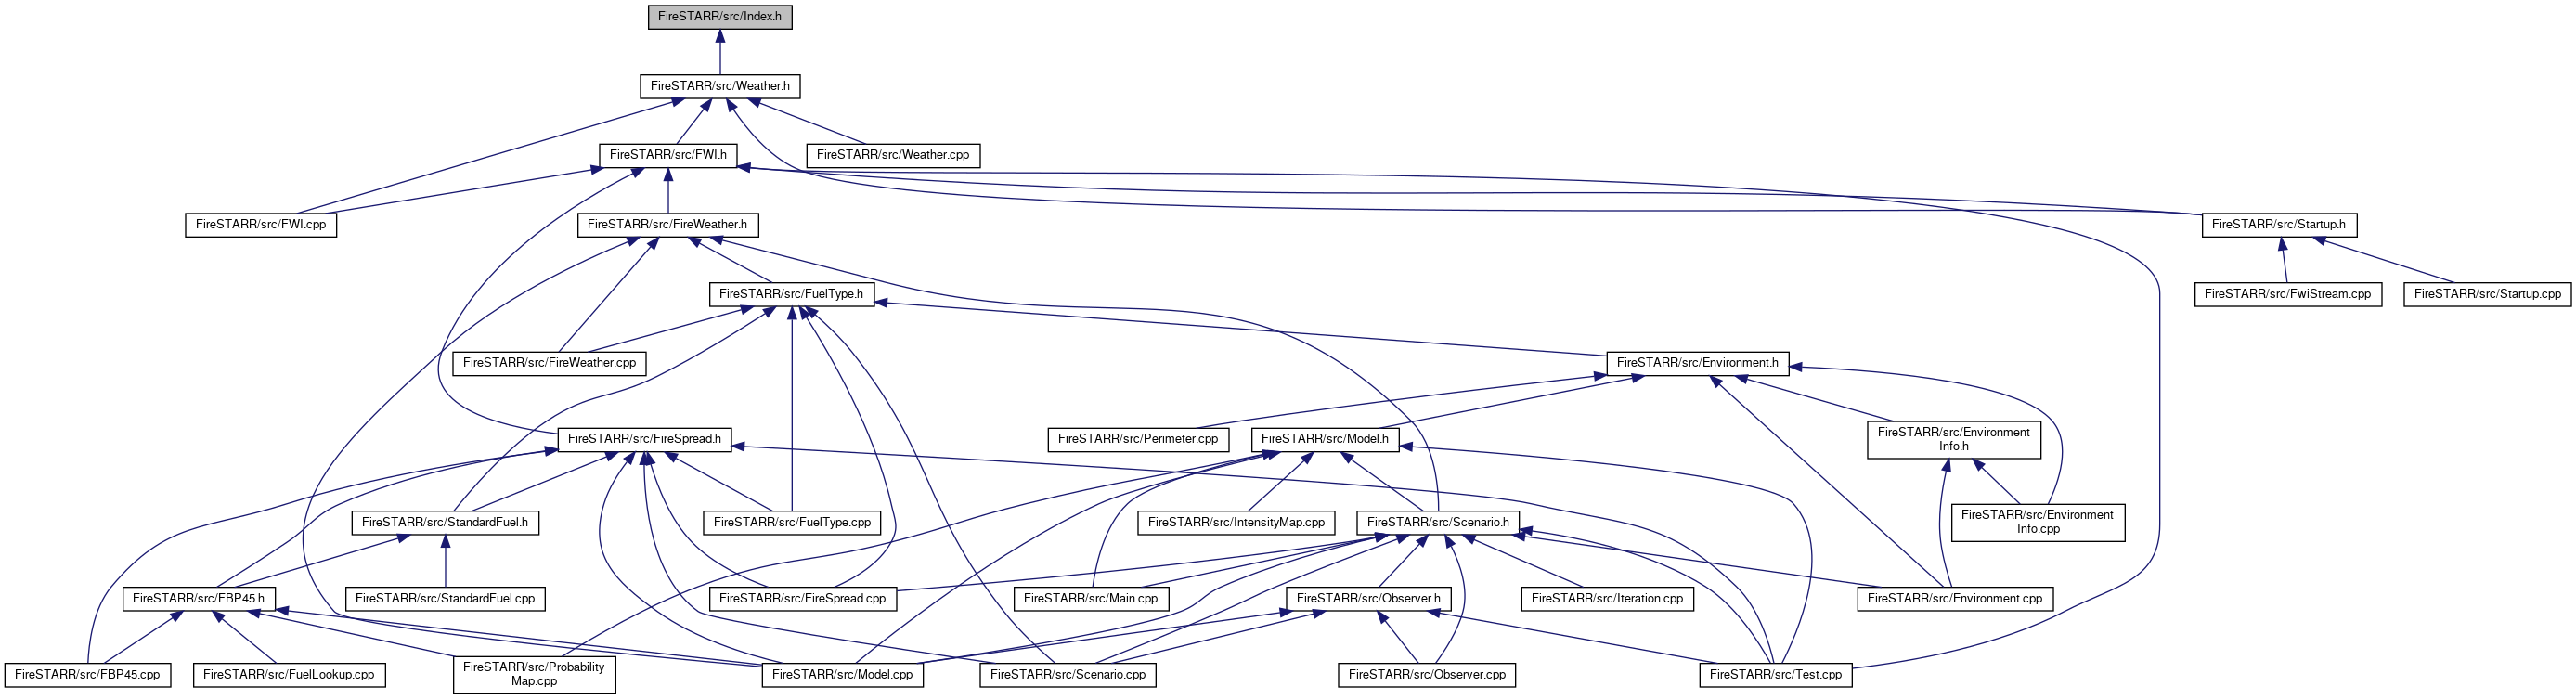 FireSTARR/src/Index.h
FireSTARR/src/Weather.h
FireSTARR/src/FWI.h
FireSTARR/src/Weather.cpp
FireSTARR/src/FWI.cpp
FireSTARR/src/FireWeather.h
FireSTARR/src/Startup.h
FireSTARR/src/FuelType.h
FireSTARR/src/FwiStream.cpp
FireSTARR/src/Startup.cpp
FireSTARR/src/FireWeather.cpp
FireSTARR/src/Environment.h
FireSTARR/src/FireSpread.h
FireSTARR/src/Perimeter.cpp
FireSTARR/src/Model.h
FireSTARR/src/Environment
Info.h
FireSTARR/src/StandardFuel.h
FireSTARR/src/FuelType.cpp
FireSTARR/src/IntensityMap.cpp
FireSTARR/src/Scenario.h
FireSTARR/src/Environment
Info.cpp
FireSTARR/src/FBP45.h
FireSTARR/src/StandardFuel.cpp
FireSTARR/src/FireSpread.cpp
FireSTARR/src/Main.cpp
FireSTARR/src/Observer.h
FireSTARR/src/Iteration.cpp
FireSTARR/src/Environment.cpp
FireSTARR/src/FBP45.cpp
FireSTARR/src/FuelLookup.cpp
FireSTARR/src/Probability
Map.cpp
FireSTARR/src/Model.cpp
FireSTARR/src/Scenario.cpp
FireSTARR/src/Observer.cpp
FireSTARR/src/Test.cpp